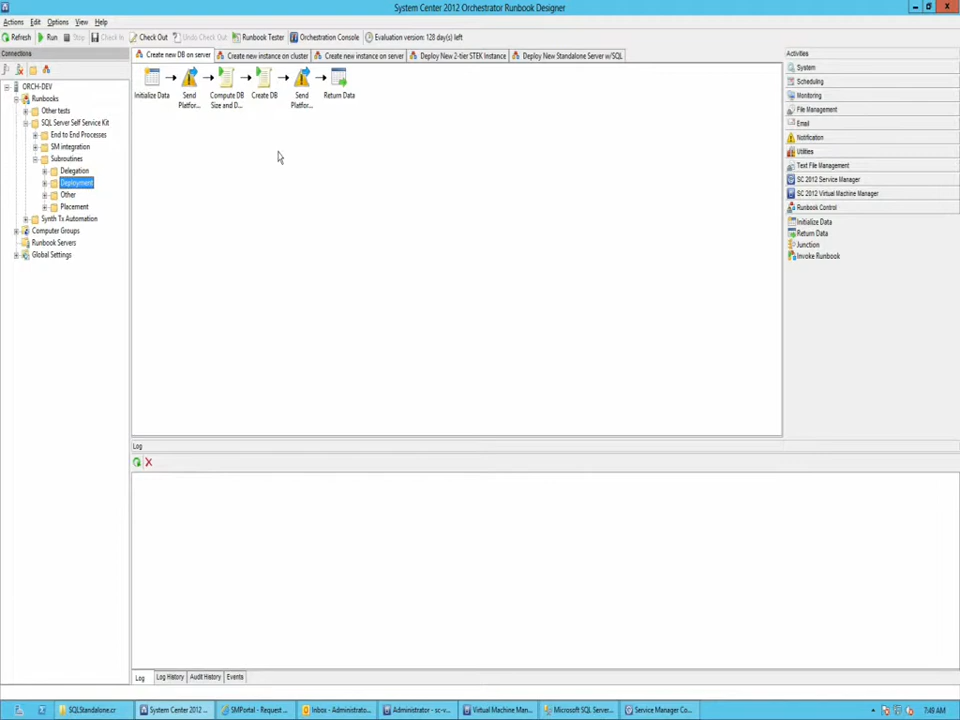 System Center 2012 Orchestrator Runbook Designer
Actions Edit Options View Help
Refresh Run Stop Check In Check Out Undo Check Out Runbook Tester Orchestration Console Evaluation version: 128 day(s) left
Connections
ORCH-DEV
Runbooks
Other tests
SQL Server Self Service Kit
End to End Processes
SM integration
Subroutines
Delegation
Deployment
Other
Placement
Synth Tx Automation
Computer Groups
Runbook Servers
Global Settings
Create new DB on server Create new instance on cluster Create new instance on server Deploy New 2-tier STEK Instance Deploy New Standalone Server w/SQL
Initialize Data
Send Platfor...
Compute DB Size and D...
Create DB
Send Platfor...
Return Data
Activities
System
Scheduling
Monitoring
File Management
Email
Notification
Utilities
Text File Management
SC 2012 Service Manager
SC 2012 Virtual Machine Manager
Runbook Control
Initialize Data
Return Data
Junction
Invoke Runbook
Log
Log Log History Audit History Events
SQLStandalone.cr System Center 2012 ... SMPortal - Request ... Inbox - Administrato... Administrator - sc-v... Virtual Machine Man... Microsoft SQL Server... Service Manager Co... 7:49 AM